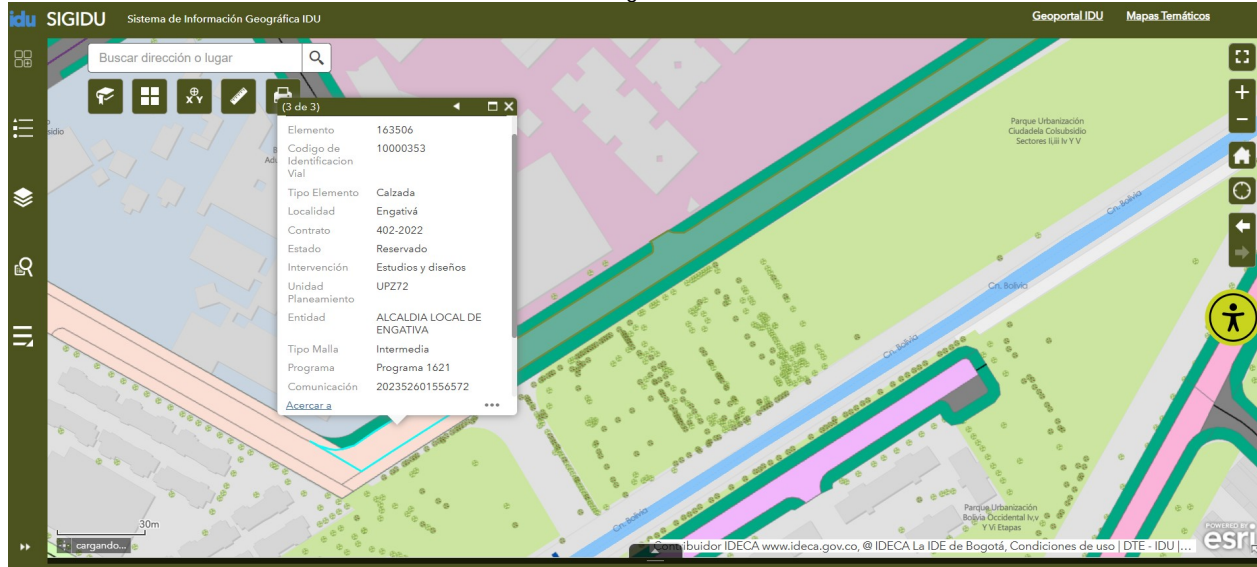 idu SIGIDU Sistema de Información Geográfica IDU Geoportal IDU Mapas Temáticos
Buscar dirección o lugar
(3 de 3)
Elemento 163506
Codigo de Identificacion Vial 10000353
Tipo Elemento Calzada
Localidad Engativá
Contrato 402-2022
Estado Reservado
Intervención Estudios y diseños
Unidad Planeamiento UPZ72
Entidad ALCALDIA LOCAL DE ENGATIVA
Tipo Malla Intermedia
Programa Programa 1621
Comunicación 202352601556572
Acercar a
Parque Urbanización
Ciudadela Colsubsidio
Sectores Ii,iii Iv Y V
Cn. Bolivia
Cn. Bolivia
Cn. Bolivia
Cn. Bolivia
Parque Urbanización
Bolivia Occidental Iv,v
Y Vi Etapas
30m
cargando...
Contribuidor IDECA www.ideca.gov.co, @ IDECA La IDE de Bogotá, Condiciones de uso | DTE - IDU |...
POWERED BY
esri